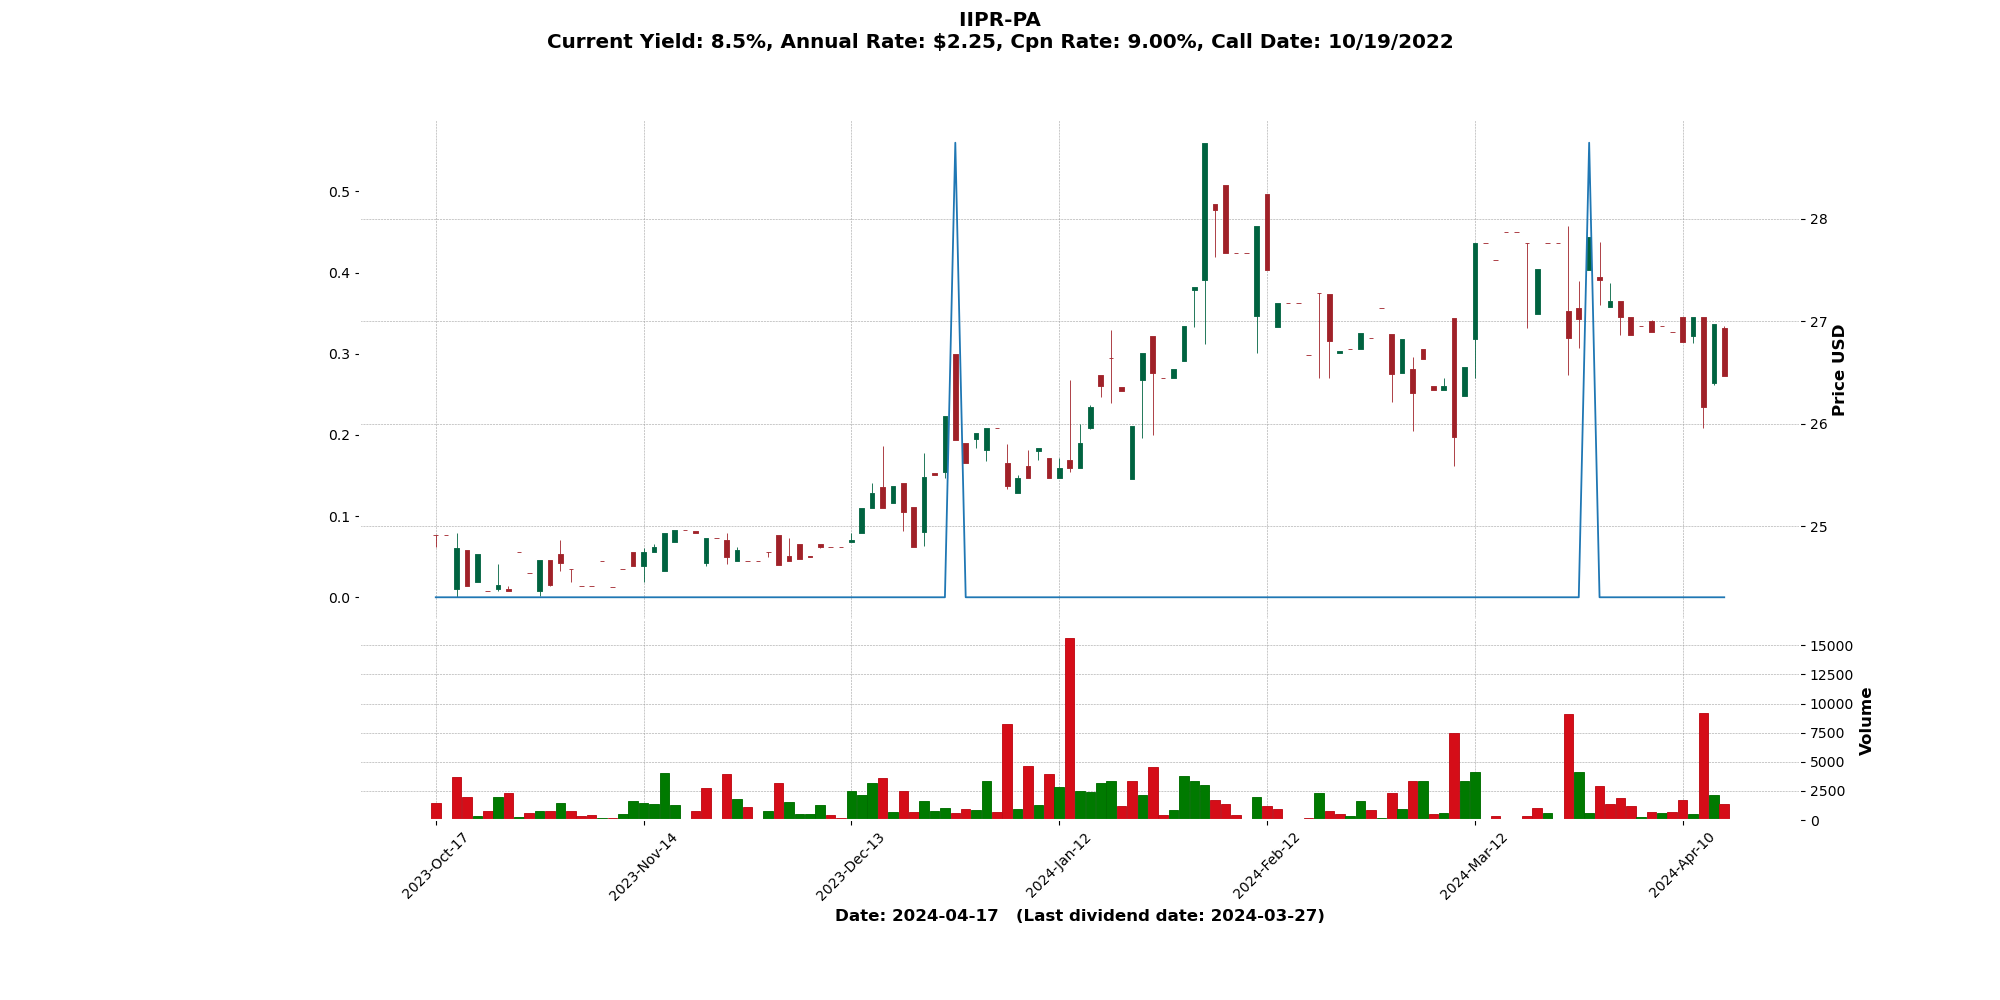 IIPR-PA
Current Yield: 8.5%, Annual Rate: $2.25, Cpn Rate: 9.00%, Call Date: 10/19/2022
0.5
0.4
0.3
0.2
0.1
0.0
28
27
26
25
Price USD
15000
12500
10000
7500
5000
2500
0
Volume
2023-Oct-17
2023-Nov-14
2023-Dec-13
2024-Jan-12
2024-Feb-12
2024-Mar-12
2024-Apr-10
Date: 2024-04-17 (Last dividend date: 2024-03-27)